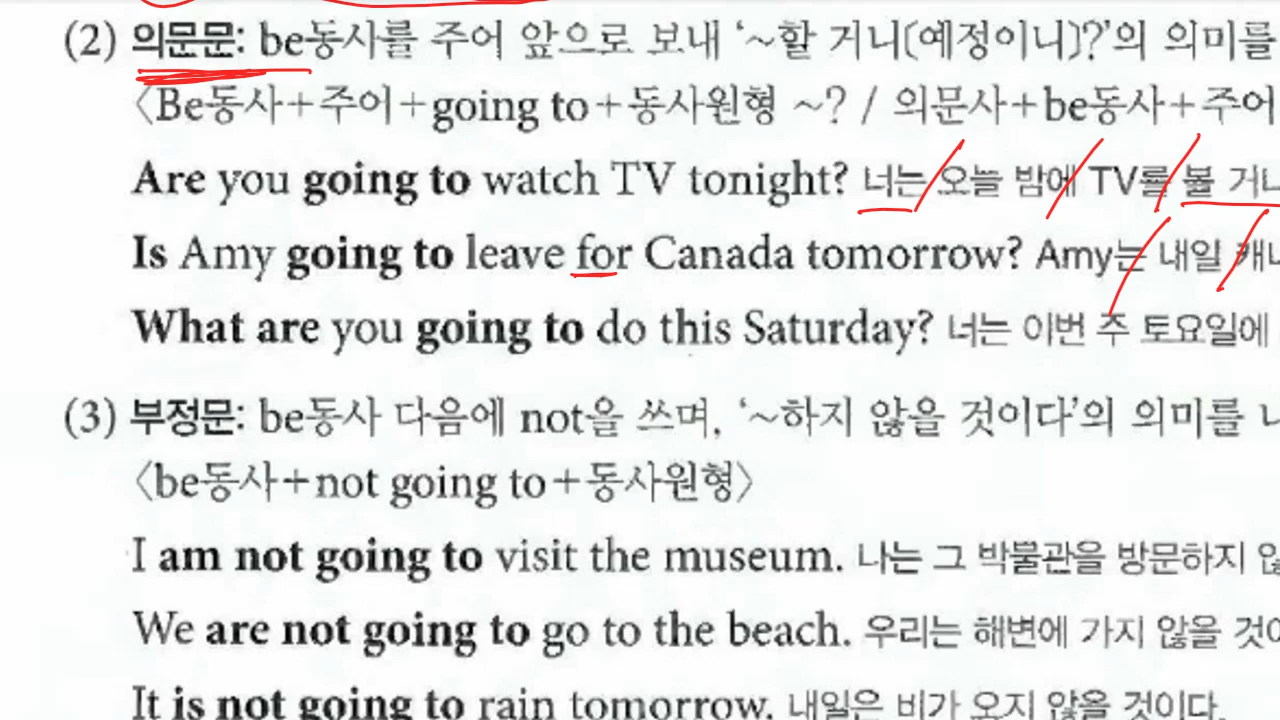 (2) 의문문: be동사를 주어 앞으로 보내 ‘~할 거니(예정이니)?’의 의미를
〈Be동사+주어+going to+동사원형 ~? / 의문사+be동사+주어
Are you going to watch TV tonight? 너는 오늘 밤에 TV를 볼 거니
Is Amy going to leave for Canada tomorrow? Amy는 내일
What are you going to do this Saturday? 너는 이번 주 토요일에
(3) 부정문: be동사 다음에 not을 쓰며, ‘~하지 않을 것이다’의 의미를
〈be동사+not going to+동사원형〉
I am not going to visit the museum. 나는 그 박물관을 방문하지
We are not going to go to the beach. 우리는 해변에 가지 않을
It is not going to rain tomorrow. 내일은 비가 오지 않을 것이다.